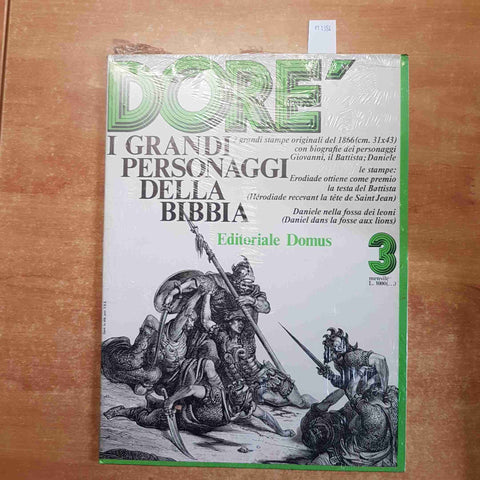 DORE'
I GRANDI
PERSONAGGI
DELLA
BIBBIA
2 grandi stampe originali del 1866(cm. 31x43)
con biografie dei personaggi
Giovanni, il Battista; Daniele
le stampe:
Erodiade ottiene come premio
la testa del Battista
(Hérodiade recevant la tête de Saint Jean)
Daniele nella fossa dei leoni
(Daniel dans la fosse aux lions)
Editoriale Domus
3
mensile